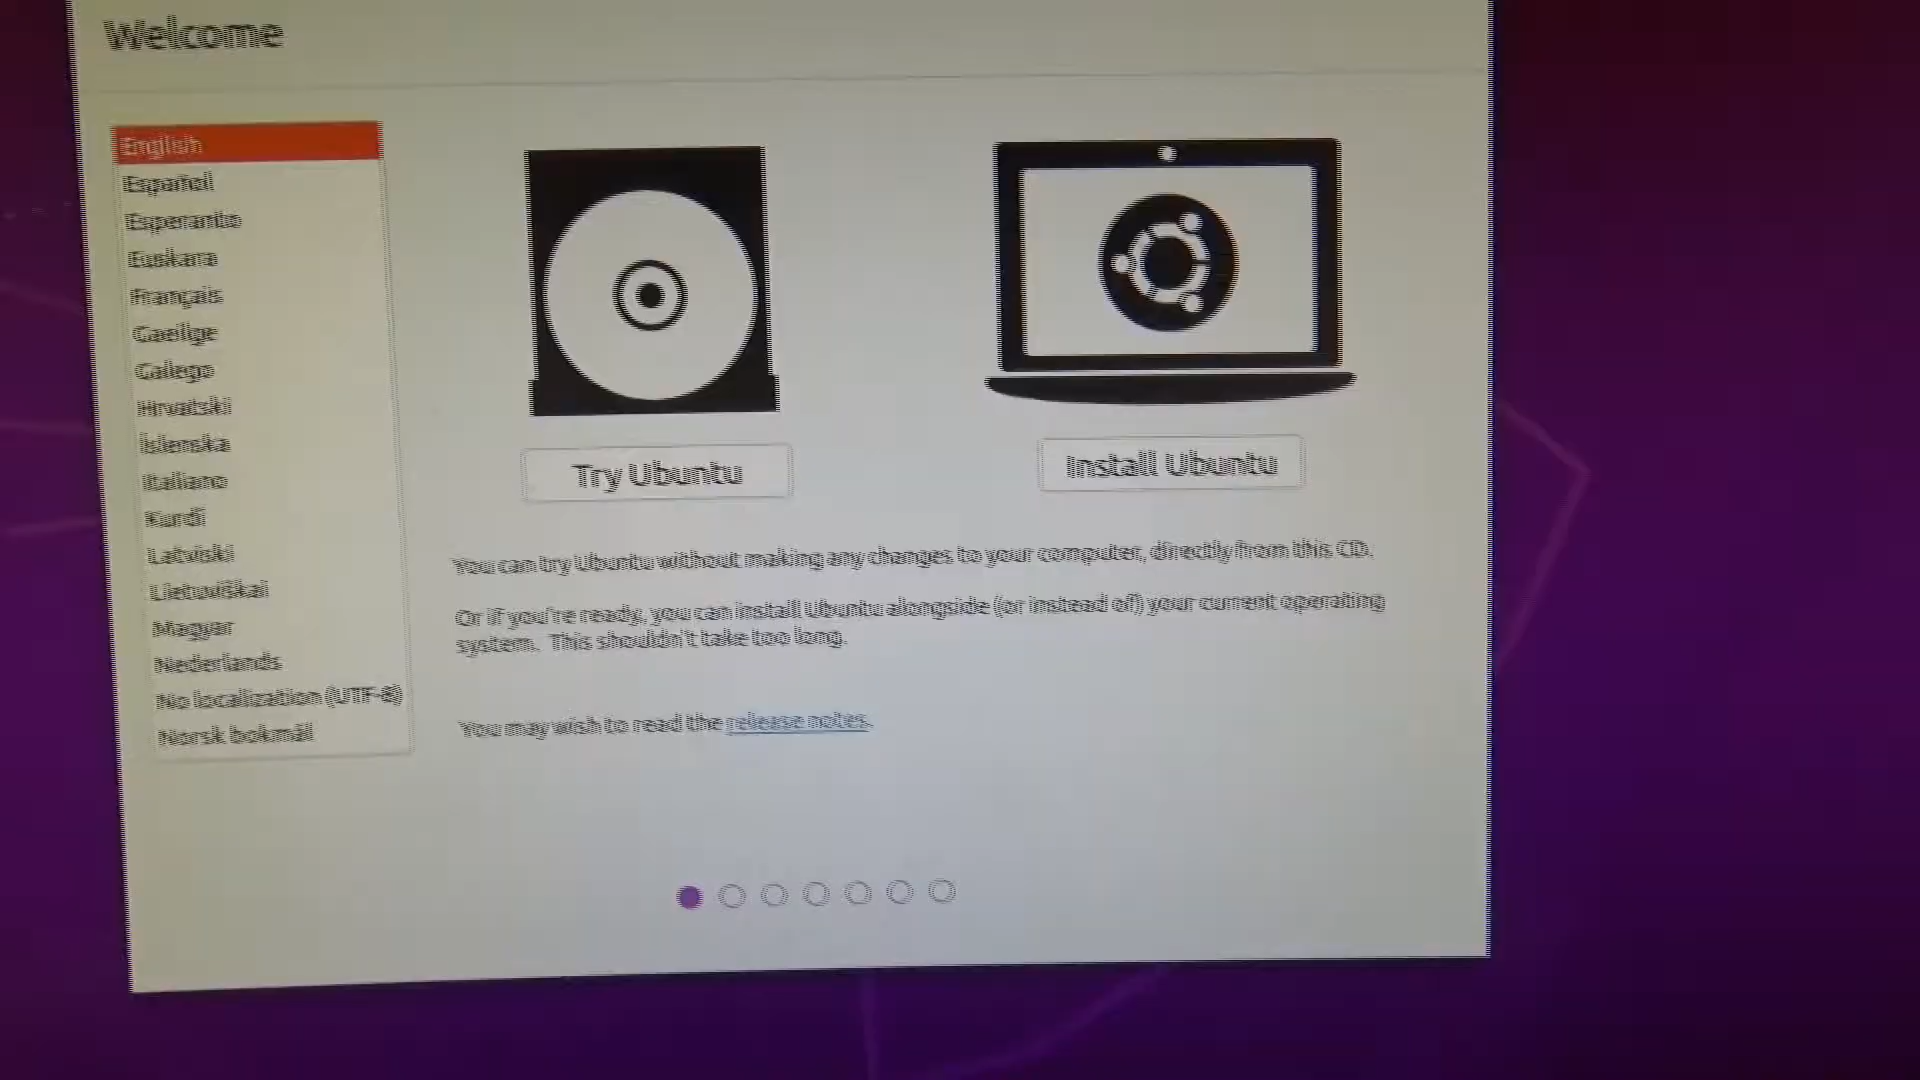 Welcome
English
Español
Esperanto
Euskara
Français
Gaeilge
Galego
Hrvatski
Íslenska
Italiano
Kurdî
Latviski
Lietuviškai
Magyar
Nederlands
No localization (UTF-8)
Norsk bokmål
Try Ubuntu
Install Ubuntu
You can try Ubuntu without making any changes to your computer, directly from this CD.
Or if you're ready, you can install Ubuntu alongside (or instead of) your current operating
system. This shouldn't take too long.
You may wish to read the release notes.